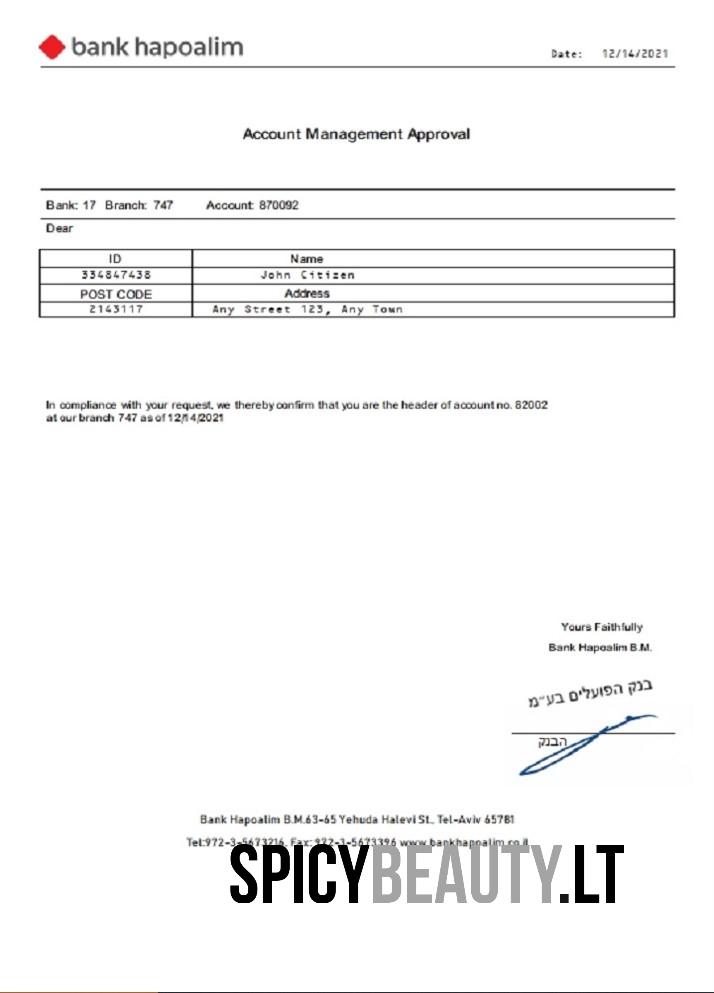 bank hapoalim
Date: 12/14/2021
Account Management Approval
Bank: 17 Branch: 747 Account: 870092
Dear
ID Name
334847438 John Citizen
POST CODE Address
2143117 Any Street 123, Any Town
In compliance with your request, we thereby confirm that you are the header of account no. 82002
at our branch 747 as of 12/14/2021
Yours Faithfully
Bank Hapoalim B.M.
בנק הפועלים בע״מ
הבנק
Bank Hapoalim B.M.63-65 Yehuda Halevi St., Tel-Aviv 65781
Tel:972-3-5673216, Fax: 972-3-5673396 www.bankhapoalim.co.il
SPICYBEAUTY.LT